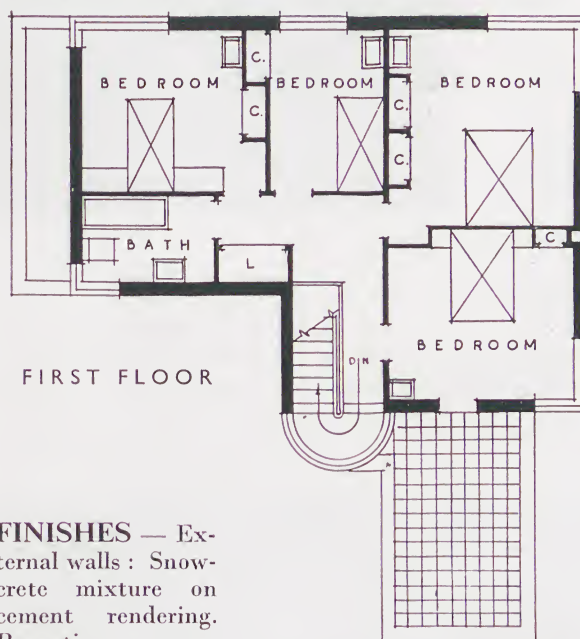 C.
BEDROOM
BEDROOM
BEDROOM
C.
C.
C.
BATH
L
C
BEDROOM
DN
FIRST FLOOR
FINISHES — Ex-
ternal walls : Snow-
crete mixture on
cement rendering.